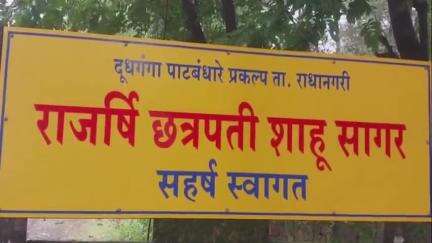 दूधगंगा पाटबंधारे प्रकल्प ता. राधानगरी
राजर्षि छत्रपती शाहू सागर
सहर्ष स्वागत